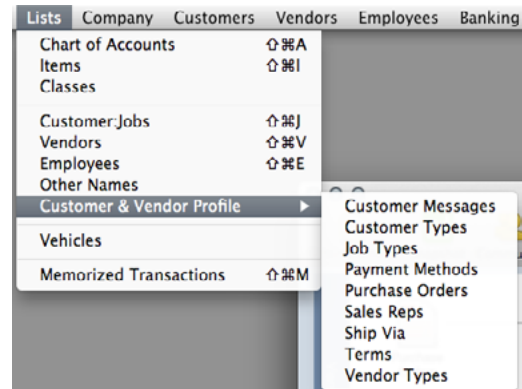 Lists Company Customers Vendors Employees Banking
Chart of Accounts ⇧⌘A
Items ⇧⌘I
Classes
Customer:Jobs ⇧⌘J
Vendors ⇧⌘V
Employees ⇧⌘E
Other Names
Customer & Vendor Profile ▶
Vehicles
Memorized Transactions ⇧⌘M
Customer Messages
Customer Types
Job Types
Payment Methods
Purchase Orders
Sales Reps
Ship Via
Terms
Vendor Types